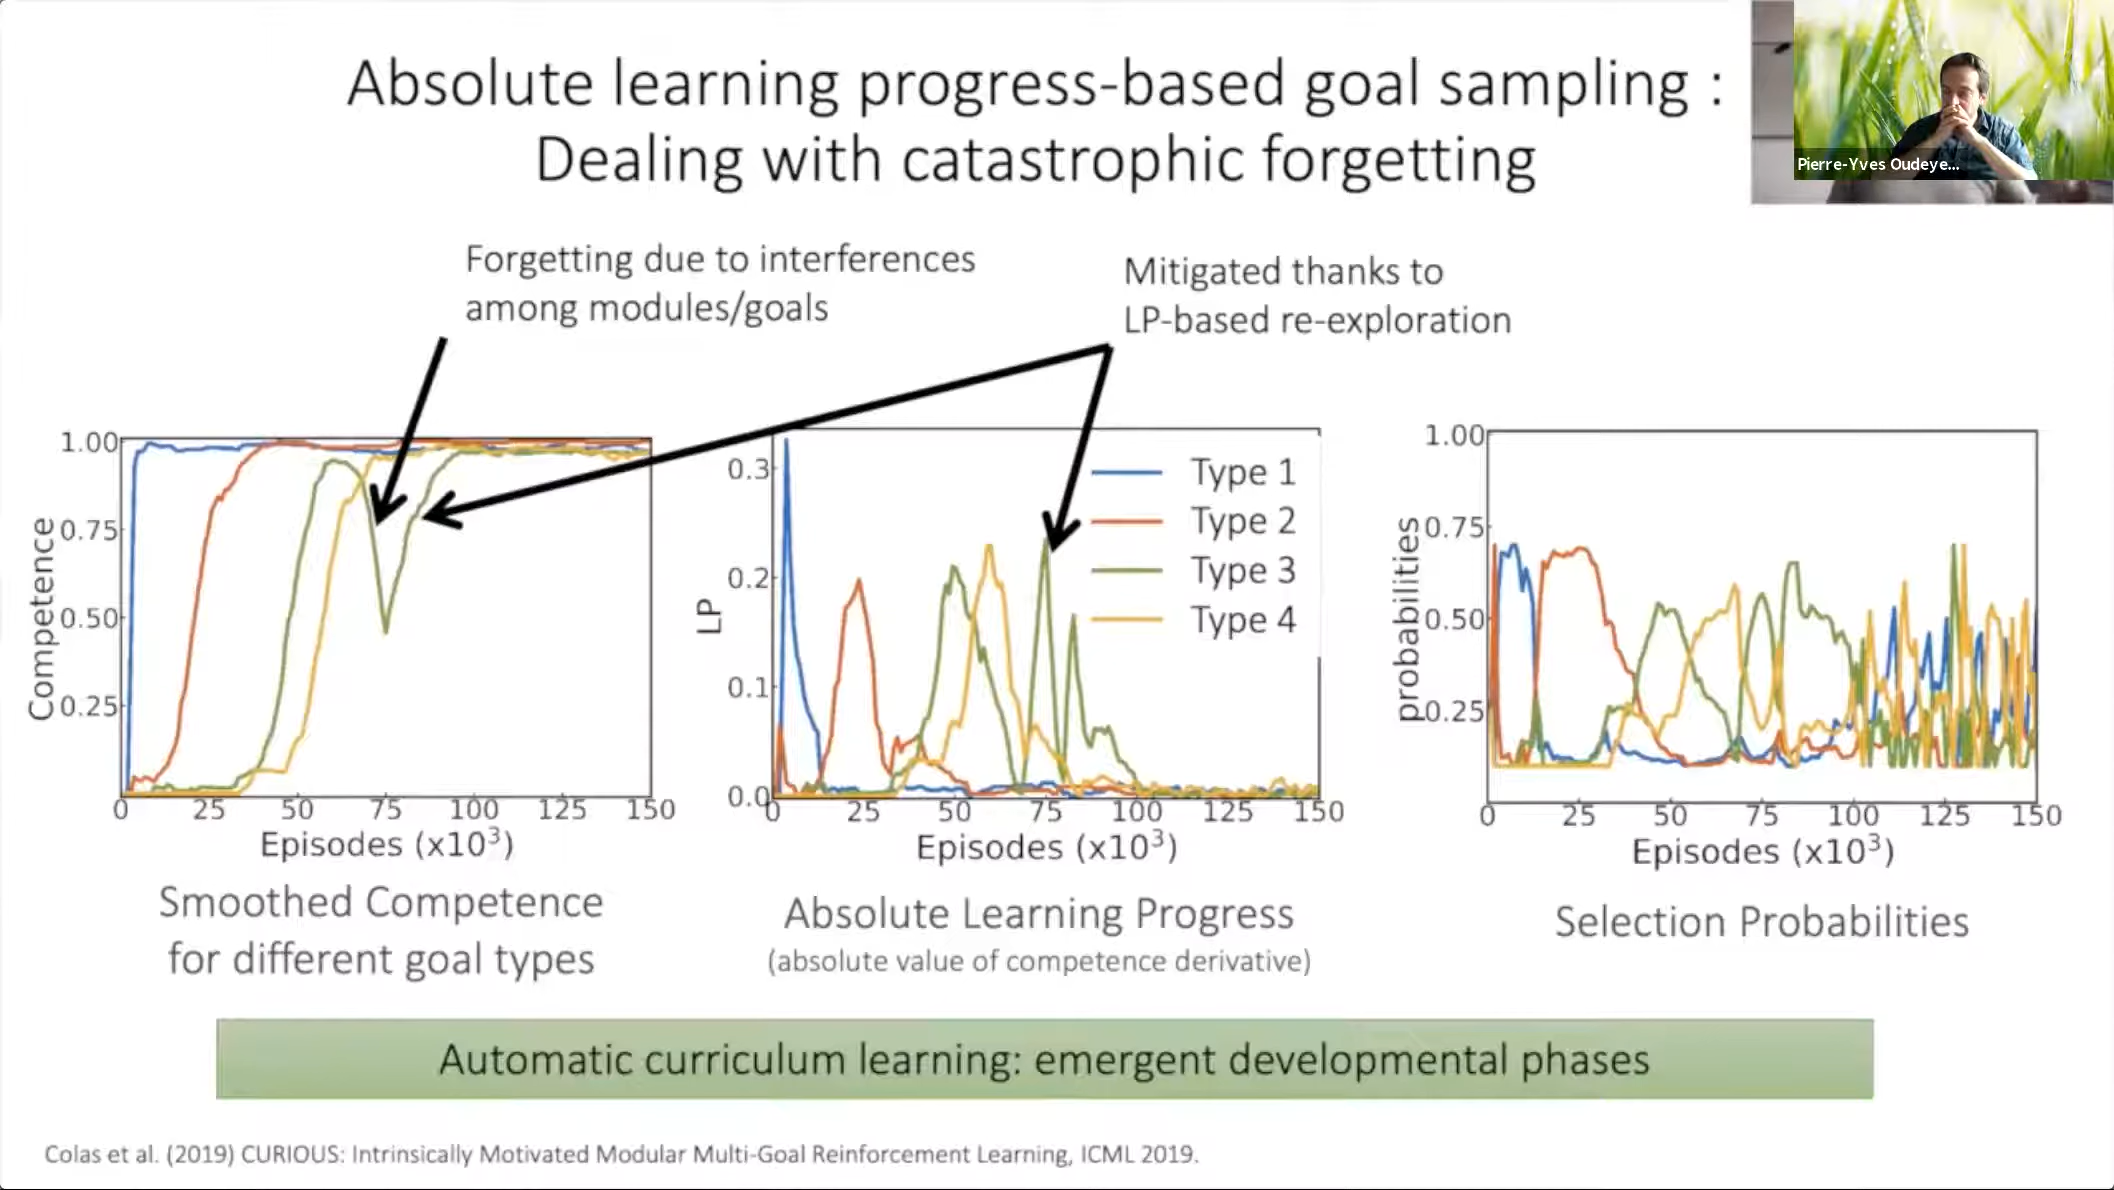 Absolute learning progress-based goal sampling :
Dealing with catastrophic forgetting
Pierre-Yves Oudeye...
Forgetting due to interferences
among modules/goals
Mitigated thanks to
LP-based re-exploration
Competence
1.00
0.75
0.50
0.25
0 25 50 75 100 125 150
Episodes (x10³)
Smoothed Competence
for different goal types
LP
0.3
0.2
0.1
0.0
Type 1
Type 2
Type 3
Type 4
0 25 50 75 100 125 150
Episodes (x10³)
Absolute Learning Progress
(absolute value of competence derivative)
probabilities
1.00
0.75
0.50
0.25
0 25 50 75 100 125 150
Episodes (x10³)
Selection Probabilities
Automatic curriculum learning: emergent developmental phases
Colas et al. (2019) CURIOUS: Intrinsically Motivated Modular Multi-Goal Reinforcement Learning, ICML 2019.